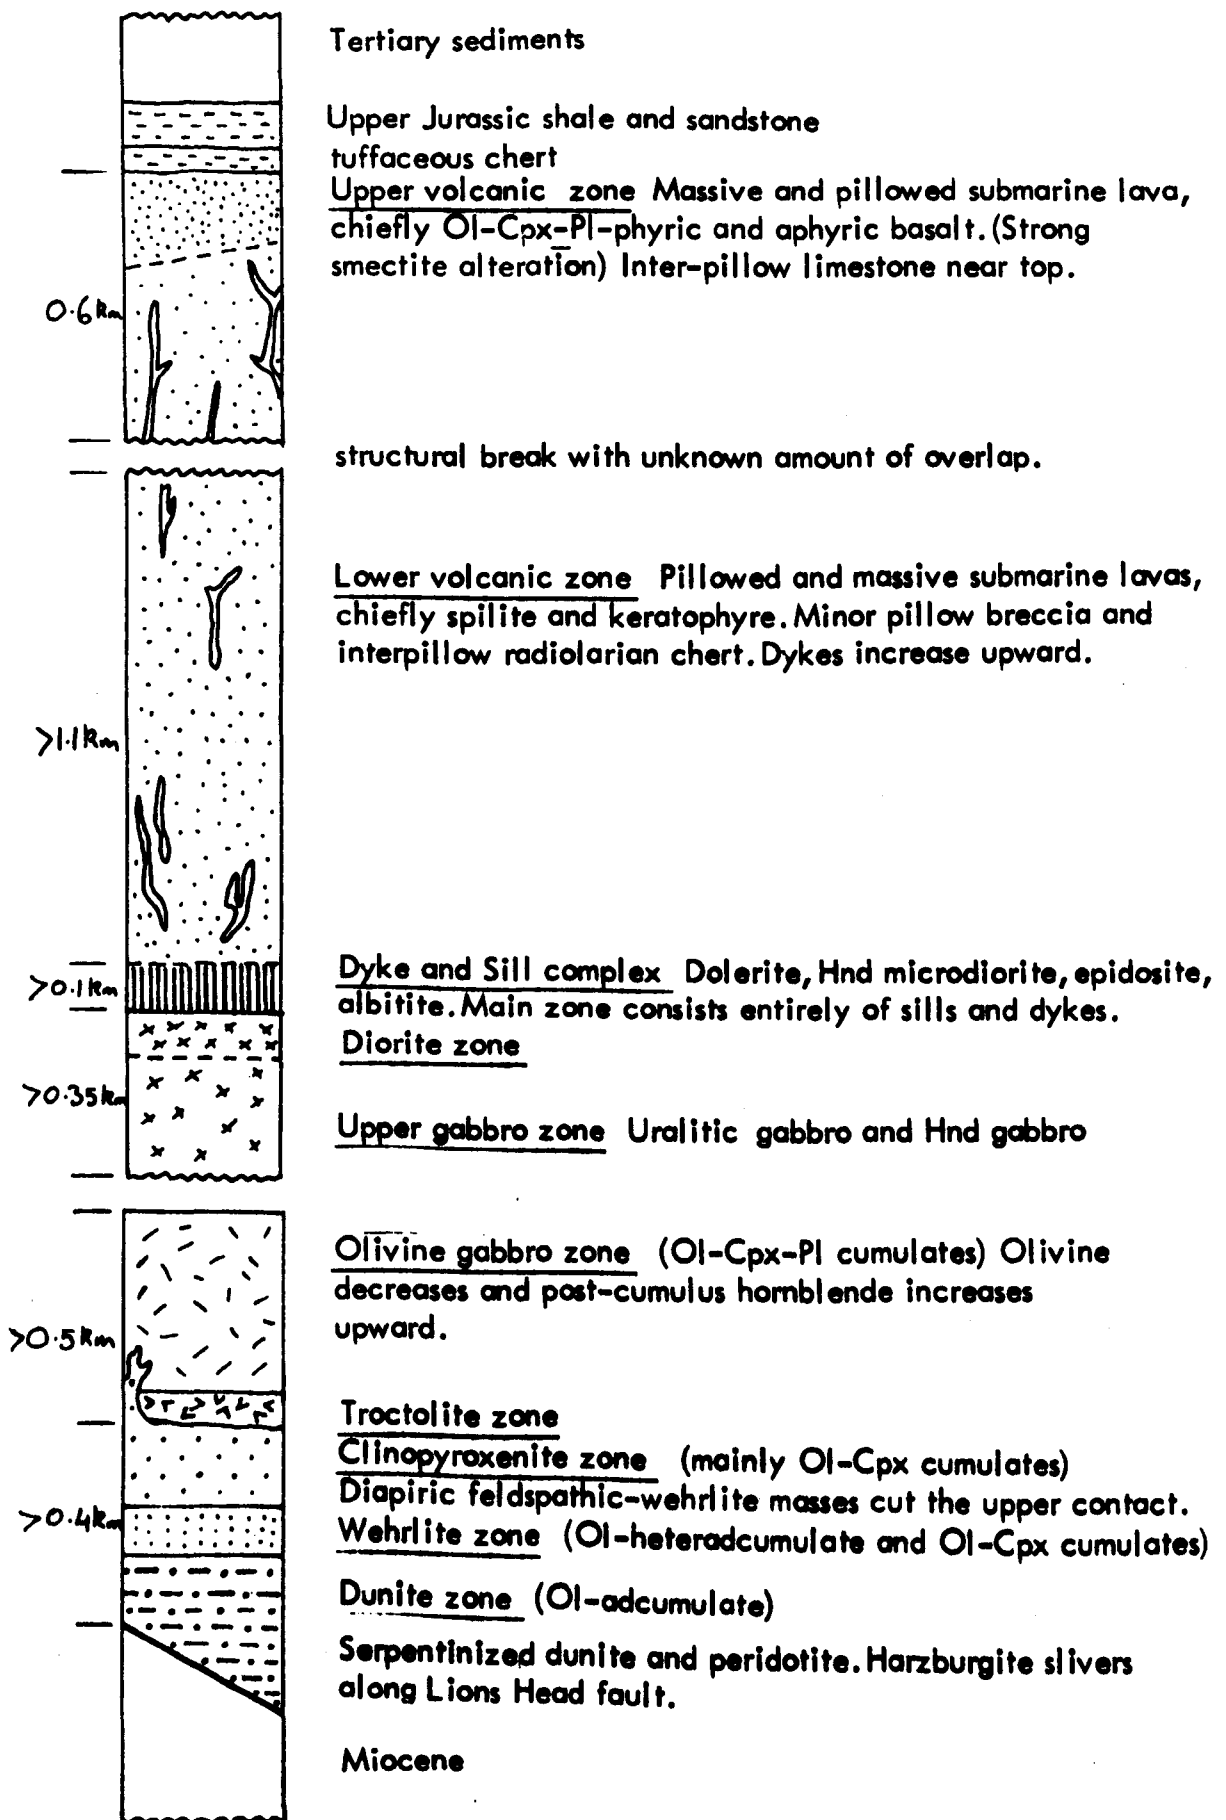 Tertiary sediments
Upper Jurassic shale and sandstone
tuffaceous chert
Upper volcanic zone Massive and pillowed submarine lava,
chiefly Ol-Cpx-Pl-phyric and aphyric basalt. (Strong
smectite alteration) Inter-pillow limestone near top.
0.6km
structural break with unknown amount of overlap.
Lower volcanic zone Pillowed and massive submarine lavas,
chiefly spilite and keratophyre. Minor pillow breccia and
interpillow radiolarian chert. Dykes increase upward.
>1.1km
Dyke and Sill complex Dolerite, Hnd microdiorite, epidosite,
>0.1km
albitite. Main zone consists entirely of sills and dykes.
Diorite zone
>0.35km
Upper gabbro zone Uralitic gabbro and Hnd gabbro
Olivine gabbro zone (Ol-Cpx-Pl cumulates) Olivine
decreases and post-cumulus hornblende increases
upward.
>0.5km
Troctolite zone
Clinopyroxenite zone (mainly Ol-Cpx cumulates)
Diapiric feldspathic-wehrlite masses cut the upper contact.
>0.4km
Wehrlite zone (Ol-heteradcumulate and Ol-Cpx cumulates)
Dunite zone (Ol-adcumulate)
Serpentinized dunite and peridotite. Harzburgite slivers
along Lions Head fault.
Miocene